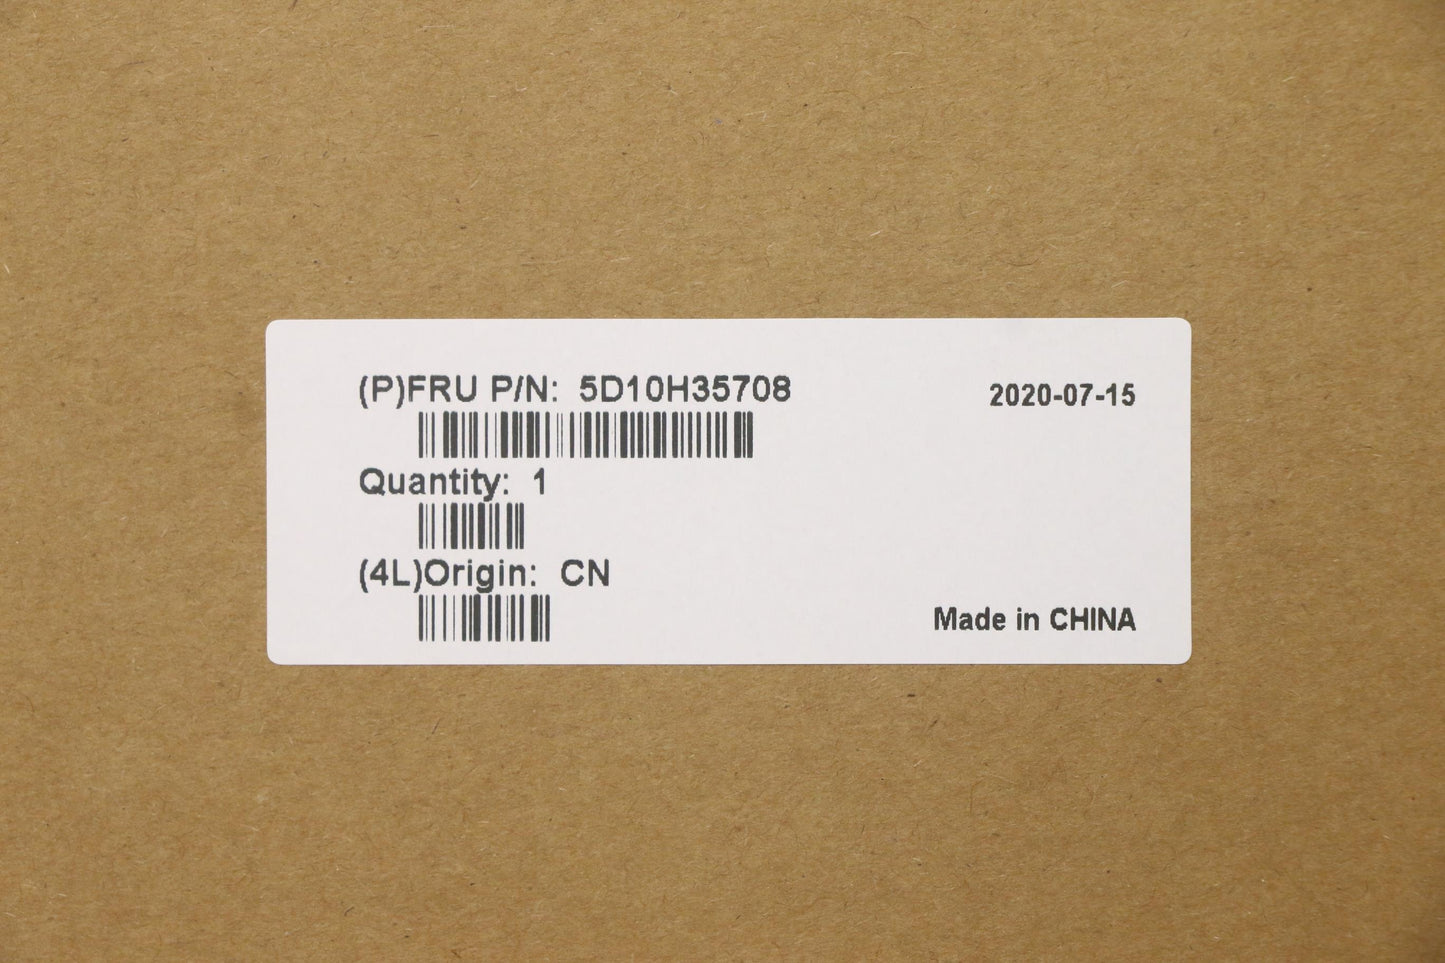 (P)FRU P/N: 5D10H35708
2020-07-15
Quantity: 1
(4L)Origin: CN
Made in CHINA